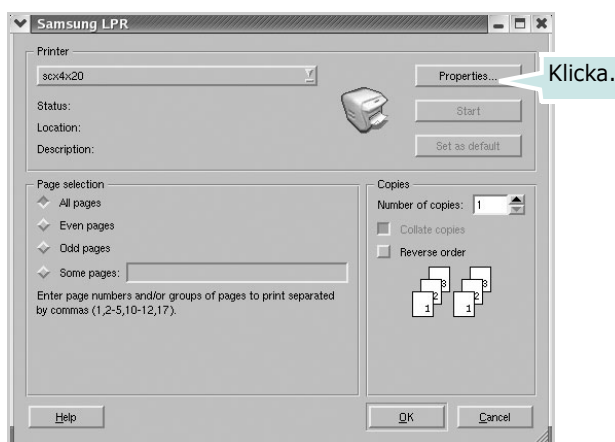 Samsung LPR
Printer
scx4x20
Properties...
Klicka.
Status:
Start
Location:
Description:
Set as default
Page selection
All pages
Even pages
Odd pages
Some pages:
Enter page numbers and/or groups of pages to print separated
by commas (1,2-5,10-12,17).
Copies
Number of copies: 1
Collate copies
Reverse order
3 3
2 2
1 1
Help
OK
Cancel